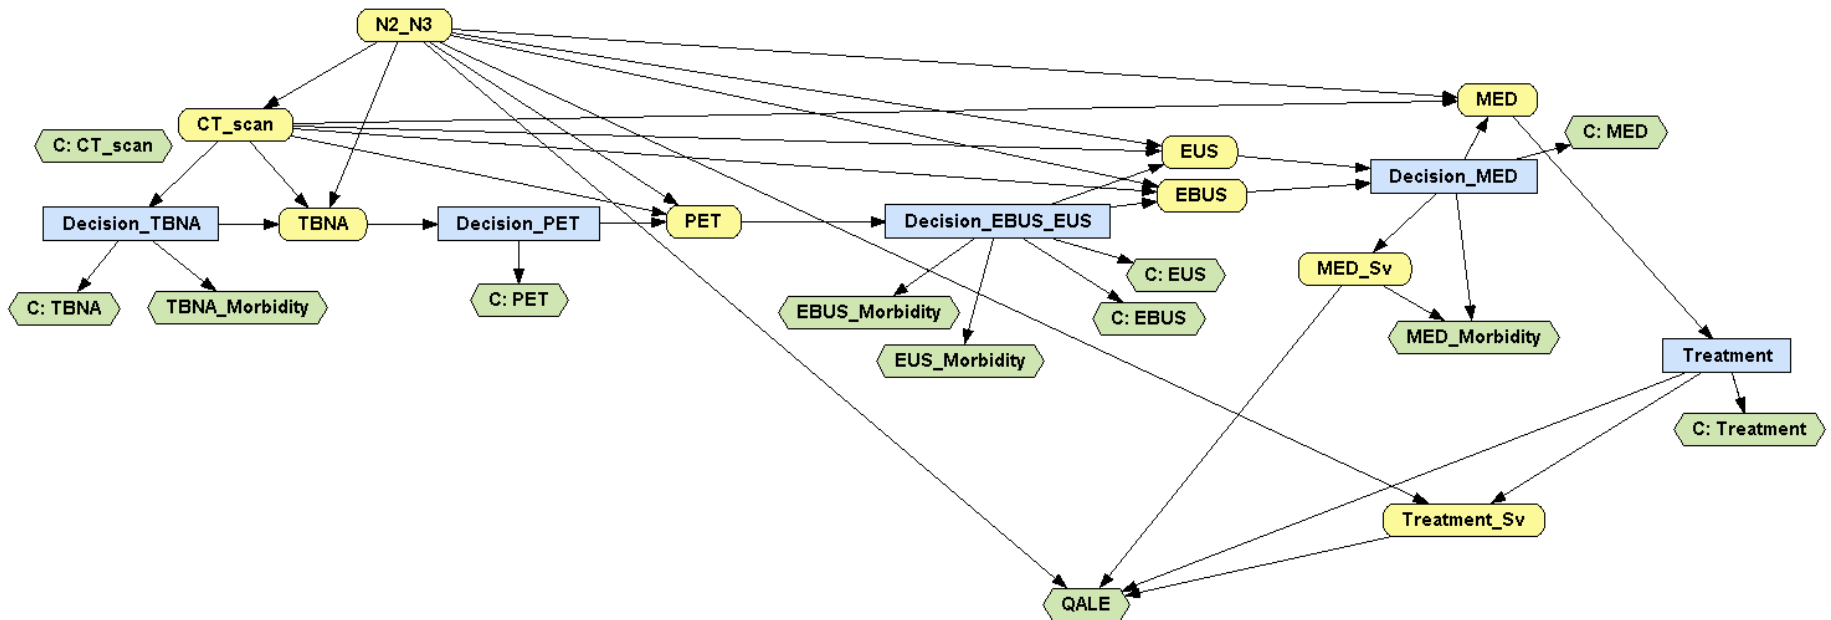 N2_N3
MED
CT_scan
C: MED
C: CT_scan
EUS
Decision_MED
EBUS
Decision_TBNA
TBNA
Decision_PET
PET
Decision_EBUS_EUS
MED_Sv
C: EUS
C: TBNA
TBNA_Morbidity
C: PET
EBUS_Morbidity
C: EBUS
MED_Morbidity
EUS_Morbidity
Treatment
C: Treatment
Treatment_Sv
QALE